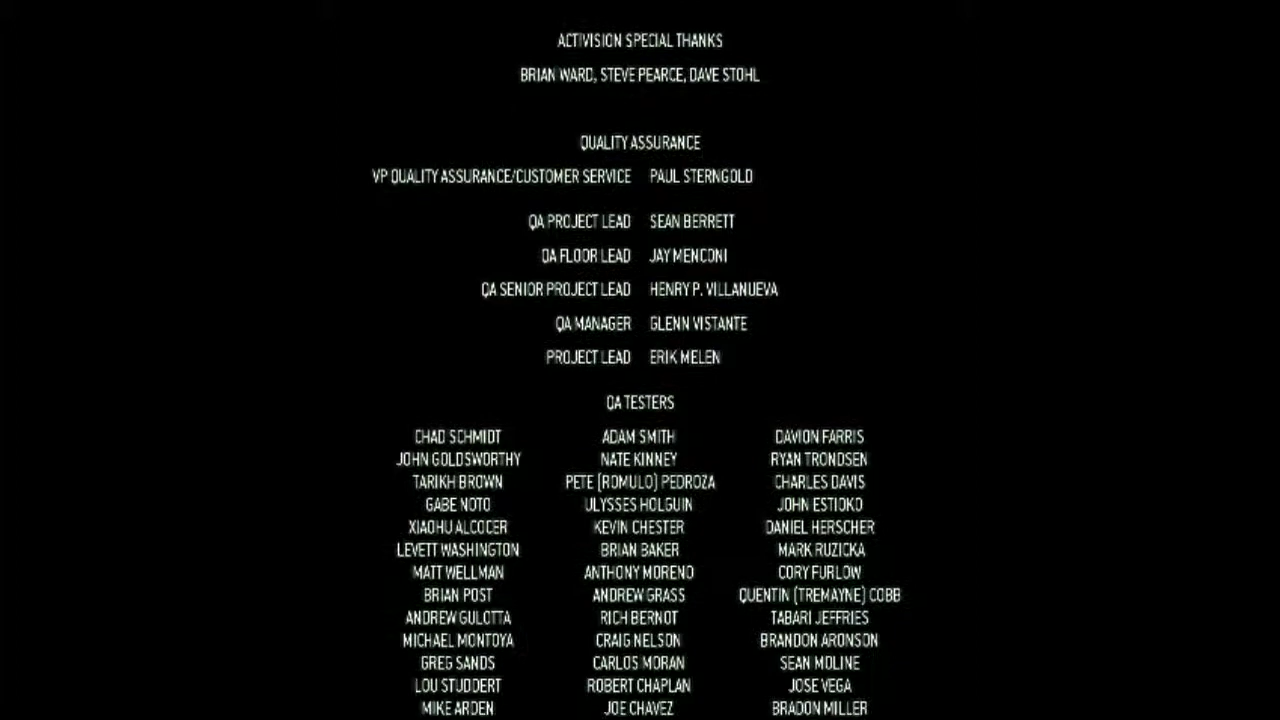 ACTIVISION SPECIAL THANKS
BRIAN WARD, STEVE PEARCE, DAVE STOHL
QUALITY ASSURANCE
VP QUALITY ASSURANCE/CUSTOMER SERVICE PAUL STERNGOLD
QA PROJECT LEAD SEAN BERRETT
QA FLOOR LEAD JAY MENCONI
QA SENIOR PROJECT LEAD HENRY P. VILLANUEVA
QA MANAGER GLENN VISTANTE
PROJECT LEAD ERIK MELEN
QA TESTERS
CHAD SCHMIDT ADAM SMITH DAVION FARRIS
JOHN GOLDSWORTHY NATE KINNEY RYAN TRONDSEN
TARIKH BROWN PETE (ROMULO) PEDROZA CHARLES DAVIS
GABE NOTO ULYSSES HOLGUIN JOHN ESTIOKO
XIAOHU ALCOCER KEVIN CHESTER DANIEL HERSCHER
LEVETT WASHINGTON BRIAN BAKER MARK RUZICKA
MATT WELLMAN ANTHONY MORENO CORY FURLOW
BRIAN POST ANDREW GRASS QUENTIN (TREMAYNE) COBB
ANDREW GULOTTA RICH BERNOT TABARI JEFFRIES
MICHAEL MONTOYA CRAIG NELSON BRANDON ARONSON
GREG SANDS CARLOS MORAN SEAN MOLINE
LOU STUDDERT ROBERT CHAPLAN JOSE VEGA
MIKE ARDEN JOE CHAVEZ BRADON MILLER